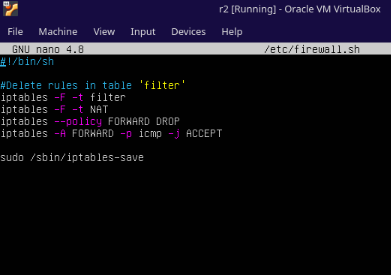 r2 [Running] - Oracle VM VirtualBox
File Machine View Input Devices Help
GNU nano 4.8 /etc/firewall.sh
#!/bin/sh
#Delete rules in table 'filter'
iptables -F -t filter
iptables -F -t NAT
iptables --policy FORWARD DROP
iptables -A FORWARD -p icmp -j ACCEPT
sudo /sbin/iptables-save